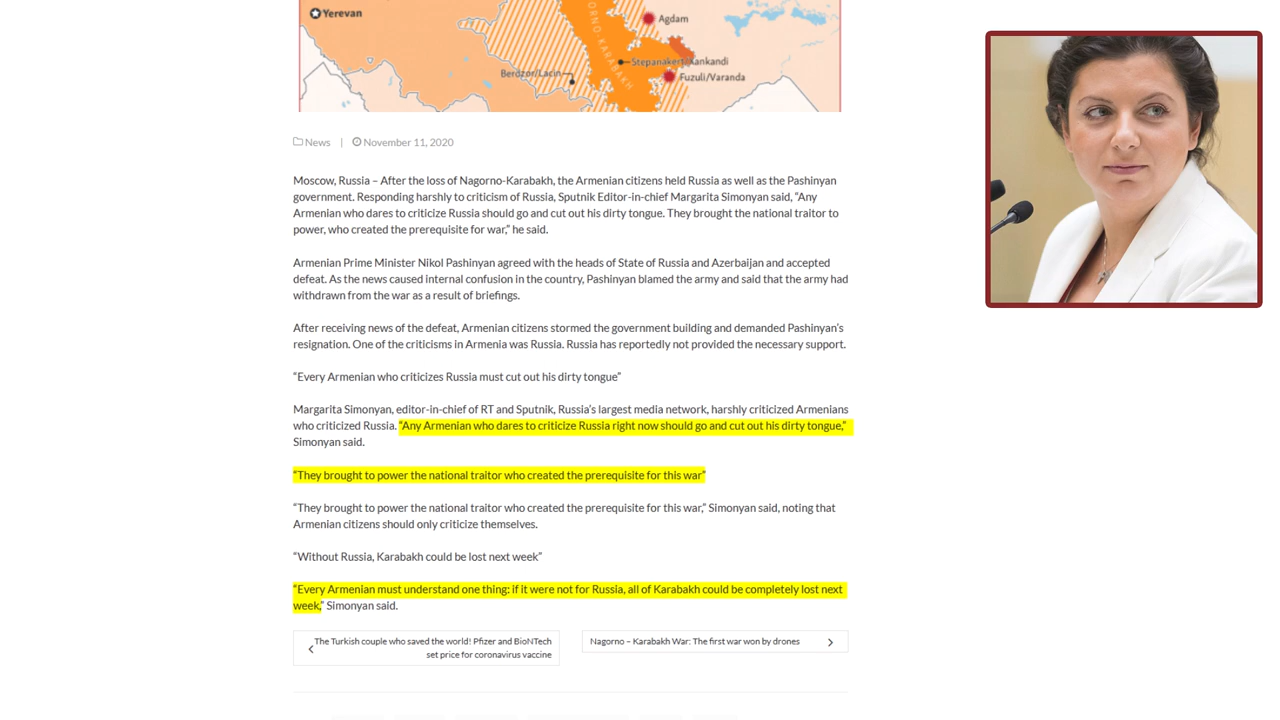 Yerevan
Agdam
NAGORNO-KARABAKH
Stepanakert/Xankandi
Berdzor/Lacin
Fuzuli/Varanda
News | November 11, 2020
Moscow, Russia – After the loss of Nagorno-Karabakh, the Armenian citizens held Russia as well as the Pashinyan
government. Responding harshly to criticism of Russia, Sputnik Editor-in-chief Margarita Simonyan said, “Any
Armenian who dares to criticize Russia should go and cut out his dirty tongue. They brought the national traitor to
power, who created the prerequisite for war,” he said.
Armenian Prime Minister Nikol Pashinyan agreed with the heads of State of Russia and Azerbaijan and accepted
defeat. As the news caused internal confusion in the country, Pashinyan blamed the army and said that the army had
withdrawn from the war as a result of briefings.
After receiving news of the defeat, Armenian citizens stormed the government building and demanded Pashinyan’s
resignation. One of the criticisms in Armenia was Russia. Russia has reportedly not provided the necessary support.
“Every Armenian who criticizes Russia must cut out his dirty tongue”
Margarita Simonyan, editor-in-chief of RT and Sputnik, Russia’s largest media network, harshly criticized Armenians
who criticized Russia. “Any Armenian who dares to criticize Russia right now should go and cut out his dirty tongue,”
Simonyan said.
“They brought to power the national traitor who created the prerequisite for this war”
“They brought to power the national traitor who created the prerequisite for this war,” Simonyan said, noting that
Armenian citizens should only criticize themselves.
“Without Russia, Karabakh could be lost next week”
“Every Armenian must understand one thing: if it were not for Russia, all of Karabakh could be completely lost next
week,” Simonyan said.
The Turkish couple who saved the world! Pfizer and BioNTech
set price for coronavirus vaccine
Nagorno – Karabakh War: The first war won by drones